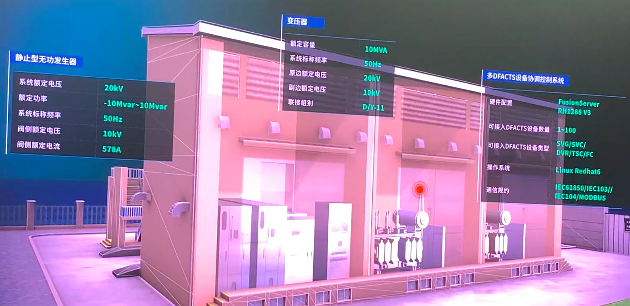 静止型无功发生器
系统额定电压 20kV
额定功率 -10Mvar~10Mvar
系统标称频率 50Hz
阀侧额定电压 10kV
阀侧额定电流 578A
变压器
额定容量 10MVA
系统标称频率 50Hz
原边额定电压 20kV
副边额定电压 10kV
联接组别 D/Y-11
多DFACTS设备协调控制系统
硬件配置 FusionServer
RH2288 V3
可接入DFACTS设备数量 1~100
可接入DFACTS设备类型 SVG/SVC/
DVR/TSC/FC
操作系统 Linux Redhat6
通信规约 IEC61850/IEC103//
IEC104/MODBUS